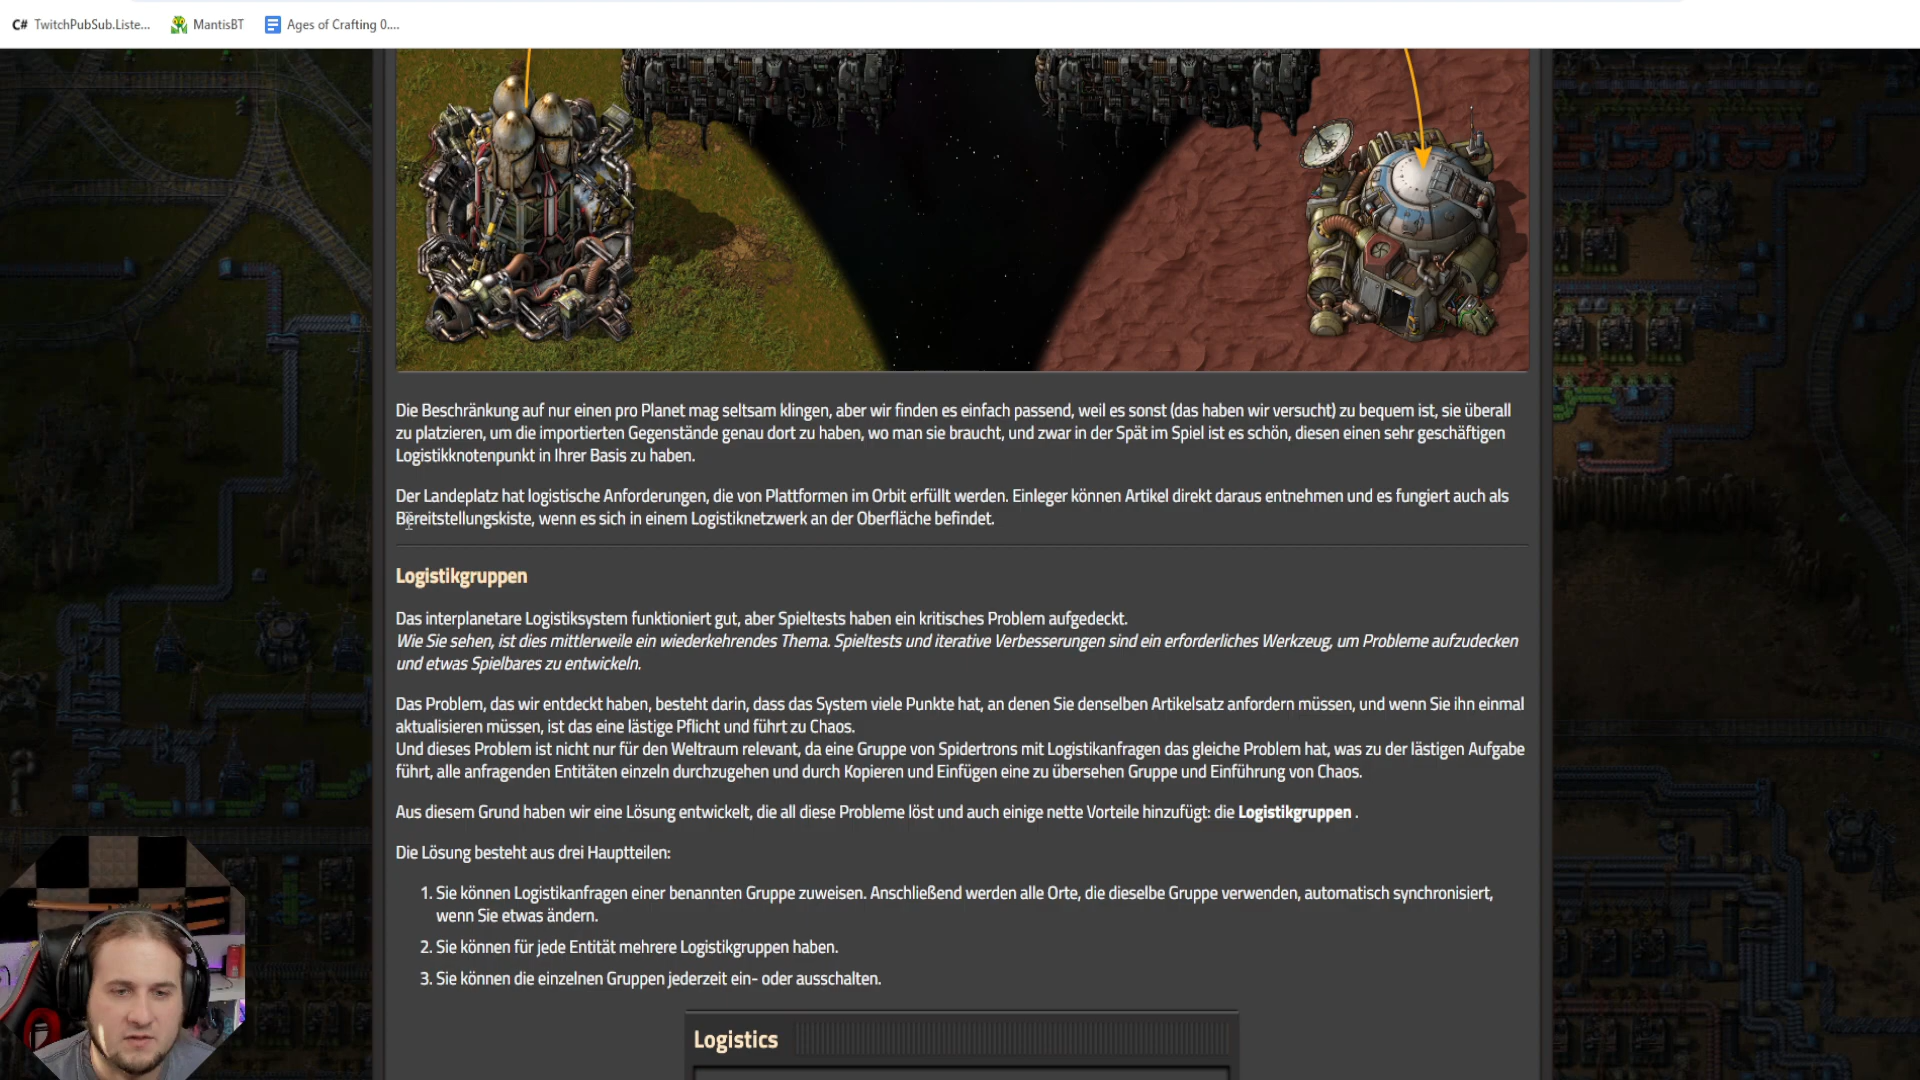 C# TwitchPubSub.Liste... MantisBT Ages of Crafting 0....
Die Beschränkung auf nur einen pro Planet mag seltsam klingen, aber wir finden es einfach passend, weil es sonst (das haben wir versucht) zu bequem ist, sie überall
zu platzieren, um die importierten Gegenstände genau dort zu haben, wo man sie braucht, und zwar in der Spät im Spiel ist es schön, diesen einen sehr geschäftigen
Logistikknotenpunkt in Ihrer Basis zu haben.
Der Landeplatz hat logistische Anforderungen, die von Plattformen im Orbit erfüllt werden. Einleger können Artikel direkt daraus entnehmen und es fungiert auch als
Bereitstellungskiste, wenn es sich in einem Logistiknetzwerk an der Oberfläche befindet.
Logistikgruppen
Das interplanetare Logistiksystem funktioniert gut, aber Spieltests haben ein kritisches Problem aufgedeckt.
Wie Sie sehen, ist dies mittlerweile ein wiederkehrendes Thema. Spieltests und iterative Verbesserungen sind ein erforderliches Werkzeug, um Probleme aufzudecken
und etwas Spielbares zu entwickeln.
Das Problem, das wir entdeckt haben, besteht darin, dass das System viele Punkte hat, an denen Sie denselben Artikelsatz anfordern müssen, und wenn Sie ihn einmal
aktualisieren müssen, ist das eine lästige Pflicht und führt zu Chaos.
Und dieses Problem ist nicht nur für den Weltraum relevant, da eine Gruppe von Spidertrons mit Logistikanfragen das gleiche Problem hat, was zu der lästigen Aufgabe
führt, alle anfragenden Entitäten einzeln durchzugehen und durch Kopieren und Einfügen eine zu übersehen Gruppe und Einführung von Chaos.
Aus diesem Grund haben wir eine Lösung entwickelt, die all diese Probleme löst und auch einige nette Vorteile hinzufügt: die Logistikgruppen .
Die Lösung besteht aus drei Hauptteilen:
1. Sie können Logistikanfragen einer benannten Gruppe zuweisen. Anschließend werden alle Orte, die dieselbe Gruppe verwenden, automatisch synchronisiert,
wenn Sie etwas ändern.
2. Sie können für jede Entität mehrere Logistikgruppen haben.
3. Sie können die einzelnen Gruppen jederzeit ein- oder ausschalten.
Logistics